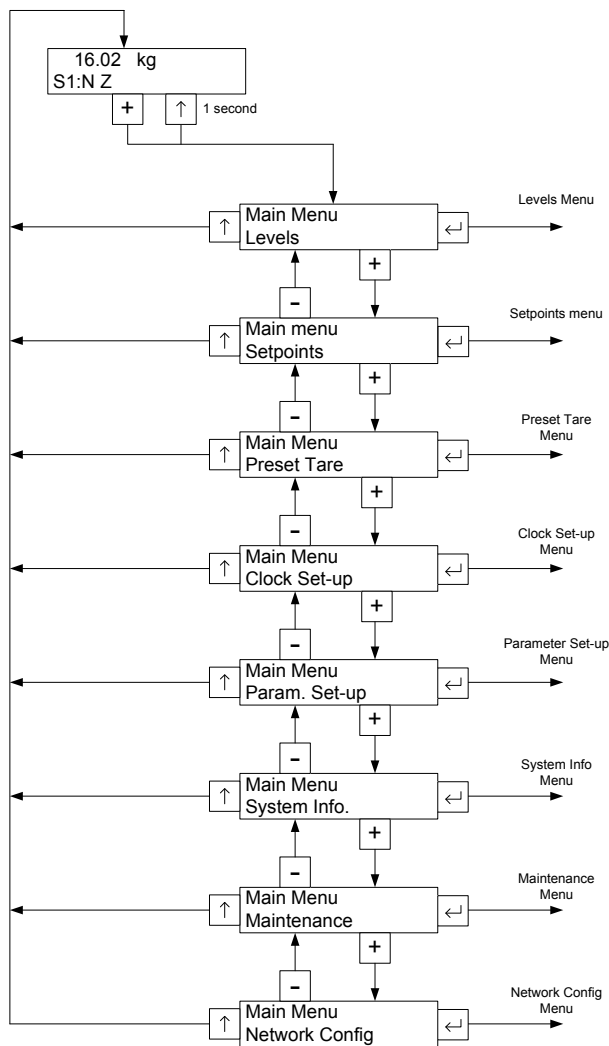 16.02 kg
S1:N Z
+ ↑ 1 second
Main Menu
Levels
↑ ↵ Levels Menu
+
-
Main menu
Setpoints
↑ ↵ Setpoints menu
+
-
Main Menu
Preset Tare
↑ ↵ Preset Tare
Menu
+
-
Main Menu
Clock Set-up
↑ ↵ Clock Set-up
Menu
+
-
Main Menu
Param. Set-up
↑ ↵ Parameter Set-up
Menu
+
-
Main Menu
System Info.
↑ ↵ System Info
Menu
+
-
Main Menu
Maintenance
↑ ↵ Maintenance
Menu
+
-
Main Menu
Network Config
↑ ↵ Network Config
Menu